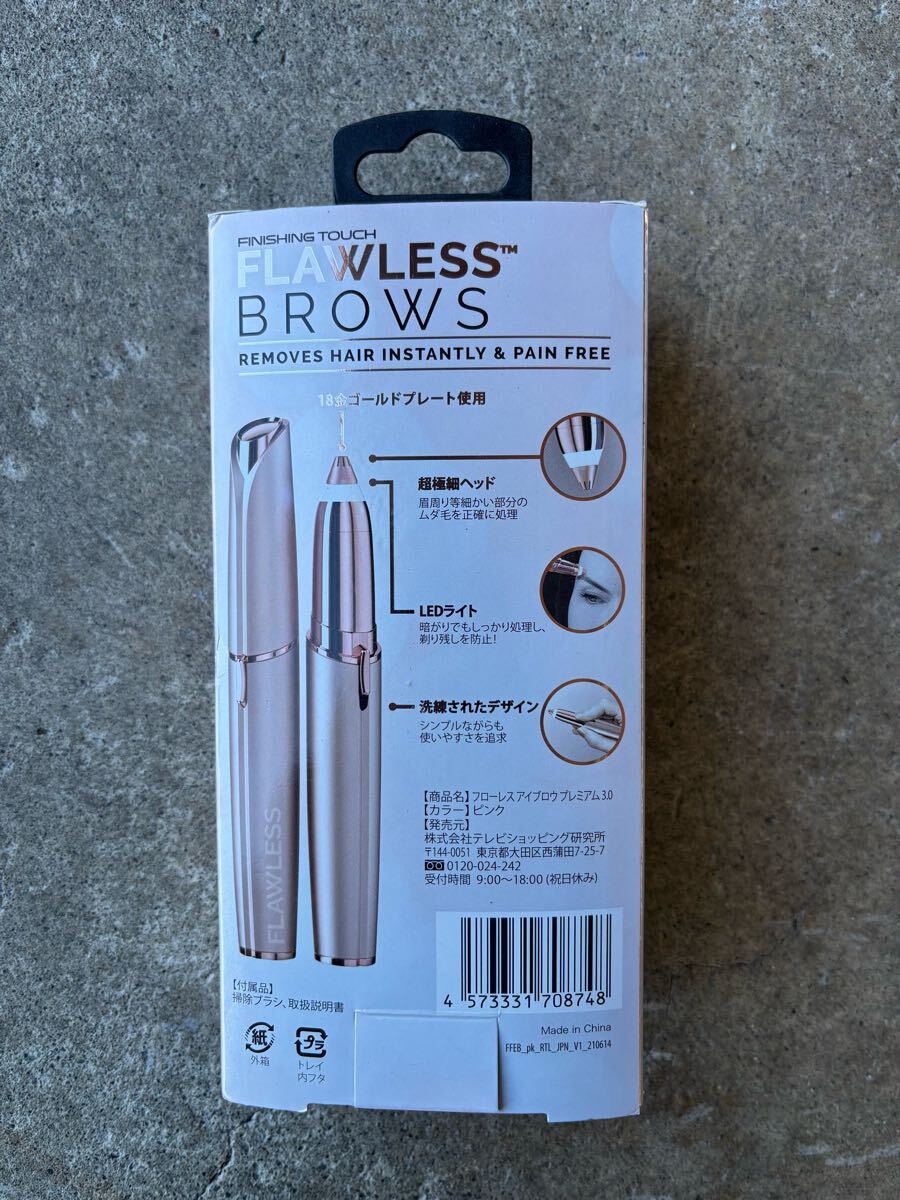 FINISHING TOUCH
FLAWLESS™
BROWS
REMOVES HAIR INSTANTLY & PAIN FREE
18金ゴールドプレート使用
超極細ヘッド
眉周り等細かい部分の
ムダ毛を正確に処理
LEDライト
暗がりでもしっかり処理し、
剃り残しを防止!
洗練されたデザイン
シンプルながらも
使いやすさを追求
FLAWLESS
【商品名】フローレス アイブロウ プレミアム 3.0
【カラー】ピンク
【発売元】
株式会社テレビショッピング研究所
〒144-0051 東京都大田区西蒲田7-25-7
0120-024-242
受付時間 9:00〜18:00 (祝日休み)
4 573331 708748
【付属品】
掃除ブラシ、取扱説明書
紙
外箱
プラ
トレイ
内フタ
Made in China
FFEB_pk_RTL_JPN_V1_210614